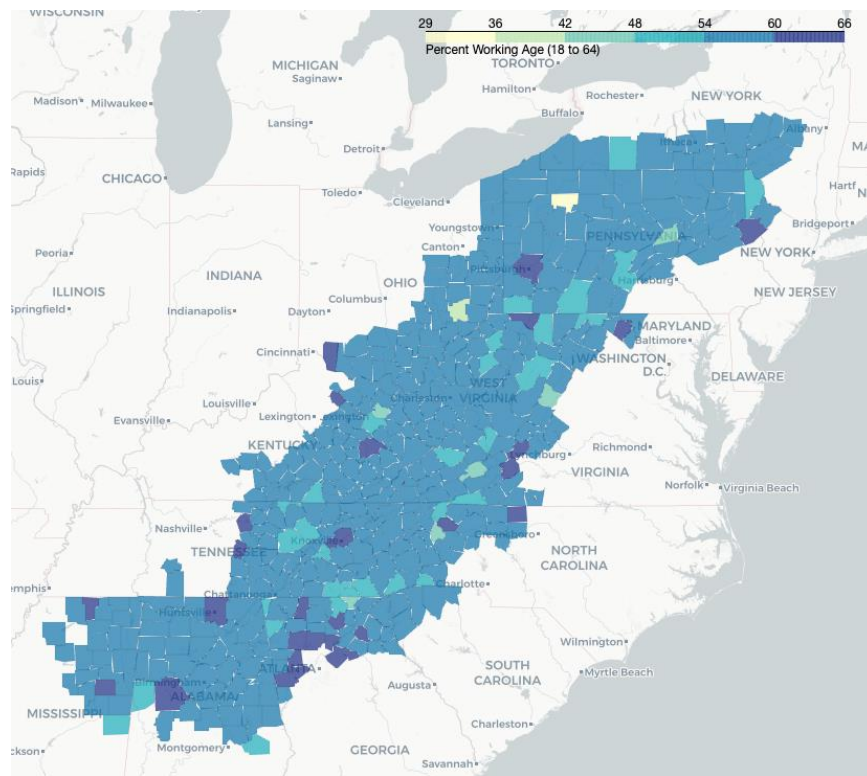 WISCONSIN
29 36 42 48 54 60 66
Percent Working Age (18 to 64)
MICHIGAN
TORONTO
Saginaw
Hamilton
Rochester
NEW YORK
Madison
Milwaukee
Buffalo
Lansing
Albany
Ithaca
Detroit
MA
Rapids
CHICAGO
Toledo
Cleveland
Hartf
N
Youngstown
Bridgeport
PENNSYLVANIA
Canton
NEW YORK
Peoria
Pittsburgh
INDIANA
OHIO
Harrisburg
ILLINOIS
Columbus
NEW JERSEY
Springfield
Indianapolis
Dayton
MARYLAND
Baltimore
Cincinnati
WASHINGTON,
D.C.
Louis
DELAWARE
WEST
VIRGINIA
Charleston
Louisville
Lexington
Evansville
KENTUCKY
Richmond
Lynchburg
VIRGINIA
Norfolk
Virginia Beach
Nashville
Knoxville
Greensboro
TENNESSEE
NORTH
CAROLINA
Memphis
Chattanooga
Charlotte
Huntsville
Wilmington
ATLANTA
SOUTH
CAROLINA
Myrtle Beach
Birmingham
Augusta
ALABAMA
MISSISSIPPI
Charleston
Montgomery
GEORGIA
ckson
Savannah